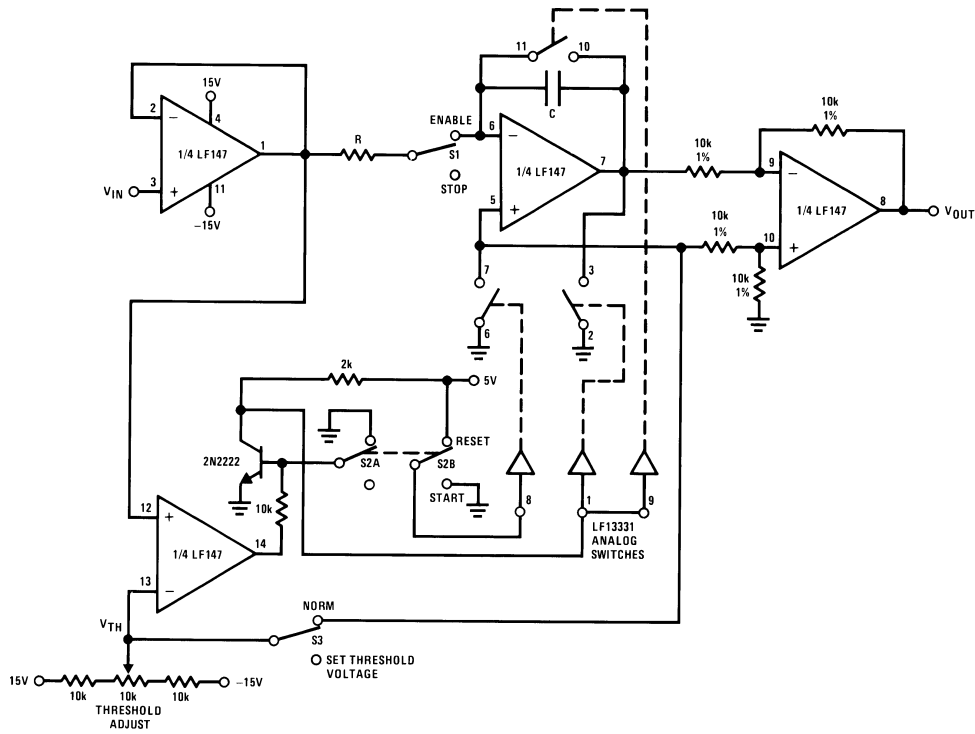 11
10
C
15V
2
−
4
1
1/4 LF147
VIN
3
+
11
−15V
R
ENABLE
S1
STOP
6
−
7
1/4 LF147
5
+
10k
1%
10k
1%
9
−
8
1/4 LF147
VOUT
10k
1%
10
+
10k
1%
7
6
3
2
2k
5V
RESET
2N2222
S2A
S2B
START
10k
8
1
9
LF13331
ANALOG
SWITCHES
12
+
14
1/4 LF147
13
−
VTH
NORM
S3
SET THRESHOLD
VOLTAGE
15V
10k
10k
10k
−15V
THRESHOLD
ADJUST